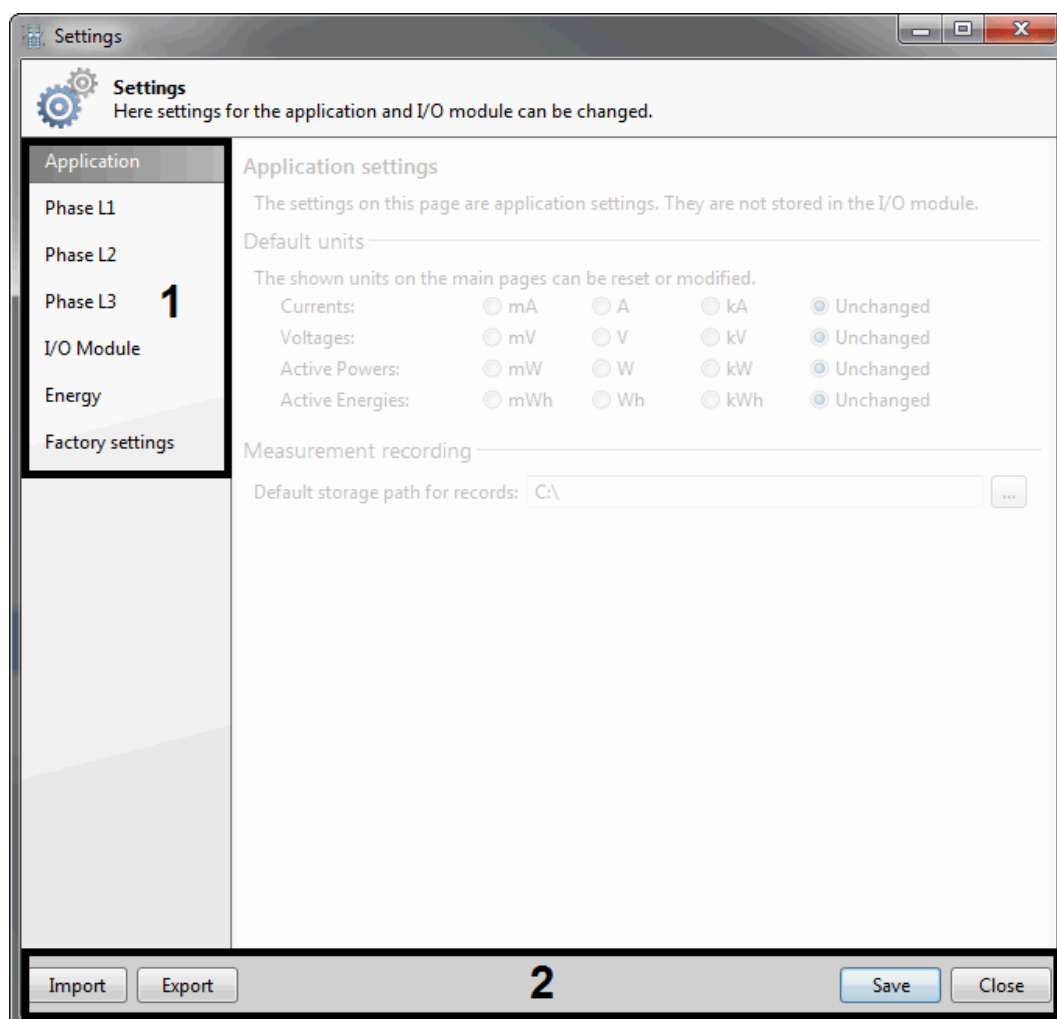 Settings
Settings
Here settings for the application and I/O module can be changed.
Application
Phase L1
Phase L2
Phase L3
1
I/O Module
Energy
Factory settings
Application settings
The settings on this page are application settings. They are not stored in the I/O module.
Default units
The shown units on the main pages can be reset or modified.
Currents: mA A kA Unchanged
Voltages: mV V kV Unchanged
Active Powers: mW W kW Unchanged
Active Energies: mWh Wh kWh Unchanged
Measurement recording
Default storage path for records: C:\ ...
Import Export 2 Save Close